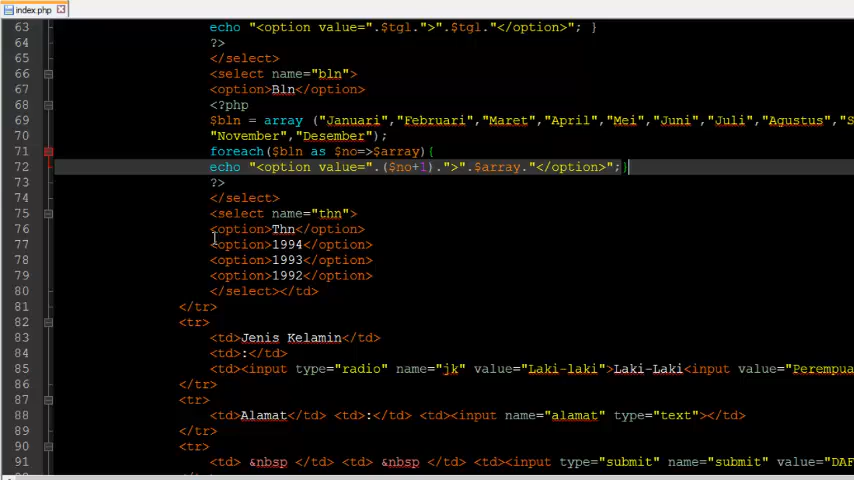 index.php
63 echo "<option value=".$tgl.">".$tgl."</option>"; }
64 ?>
65 </select>
66 <select name="bln">
67 <option>Bln</option>
68 <?php
69 $bln = array ("Januari","Februari","Maret","April","Mei","Juni","Juli","Agustus","S
70 "November","Desember");
71 foreach($bln as $no=>$array){
72 echo "<option value=".($no+1).">".$array."</option>";}
73 ?>
74 </select>
75 <select name="thn">
76 <option>Thn</option>
77 <option>1994</option>
78 <option>1993</option>
79 <option>1992</option>
80 </select></td>
81 </tr>
82 <tr>
83 <td>Jenis Kelamin</td>
84 <td>:</td>
85 <td><input type="radio" name="jk" value="Laki-laki">Laki-Laki<input value="Perempua
86 </tr>
87 <tr>
88 <td>Alamat</td> <td>:</td> <td><input name="alamat" type="text"></td>
89 </tr>
90 <tr>
91 <td> &nbsp </td> <td> &nbsp </td> <td><input type="submit" name="submit" value="DAF